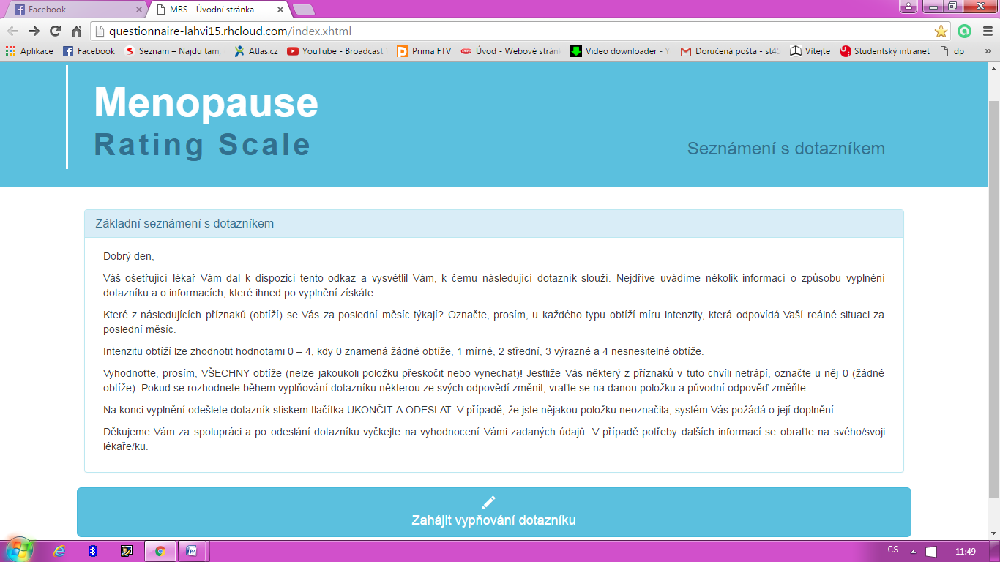 Facebook
MRS - Úvodní stránka
questionnaire-lahvi15.rhcloud.com/index.xhtml
Aplikace Facebook Seznam – Najdu tam, Atlas.cz YouTube - Broadcast Prima FTV Úvod - Webové strán Video downloader - Y Doručená pošta - st45 Vítejte Studentský intranet dp »
Menopause
Rating Scale
Seznámení s dotazníkem
Základní seznámení s dotazníkem
Dobrý den,
Váš ošetřující lékař Vám dal k dispozici tento odkaz a vysvětlil Vám, k čemu následující dotazník slouží. Nejdříve uvádíme několik informací o způsobu vyplnění
dotazníku a o informacích, které ihned po vyplnění získáte.
Které z následujících příznaků (obtíží) se Vás za poslední měsíc týkají? Označte, prosím, u každého typu obtíží míru intenzity, která odpovídá Vaší reálné situaci za
poslední měsíc.
Intenzitu obtíží lze zhodnotit hodnotami 0 – 4, kdy 0 znamená žádné obtíže, 1 mírné, 2 střední, 3 výrazné a 4 nesnesitelné obtíže.
Vyhodnoťte, prosím, VŠECHNY obtíže (nelze jakoukoli položku přeskočit nebo vynechat)! Jestliže Vás některý z příznaků v tuto chvíli netrápí, označte u něj 0 (žádné
obtíže). Pokud se rozhodnete během vyplňování dotazníku některou ze svých odpovědí změnit, vraťte se na danou položku a původní odpověď změňte.
Na konci vyplnění odešlete dotazník stiskem tlačítka UKONČIT A ODESLAT. V případě, že jste nějakou položku neoznačila, systém Vás požádá o její doplnění.
Děkujeme Vám za spolupráci a po odeslání dotazníku vyčkejte na vyhodnocení Vámi zadaných údajů. V případě potřeby dalších informací se obraťte na svého/svoji
lékaře/ku.
Zahájit vypňování dotazníku
CS 11:49